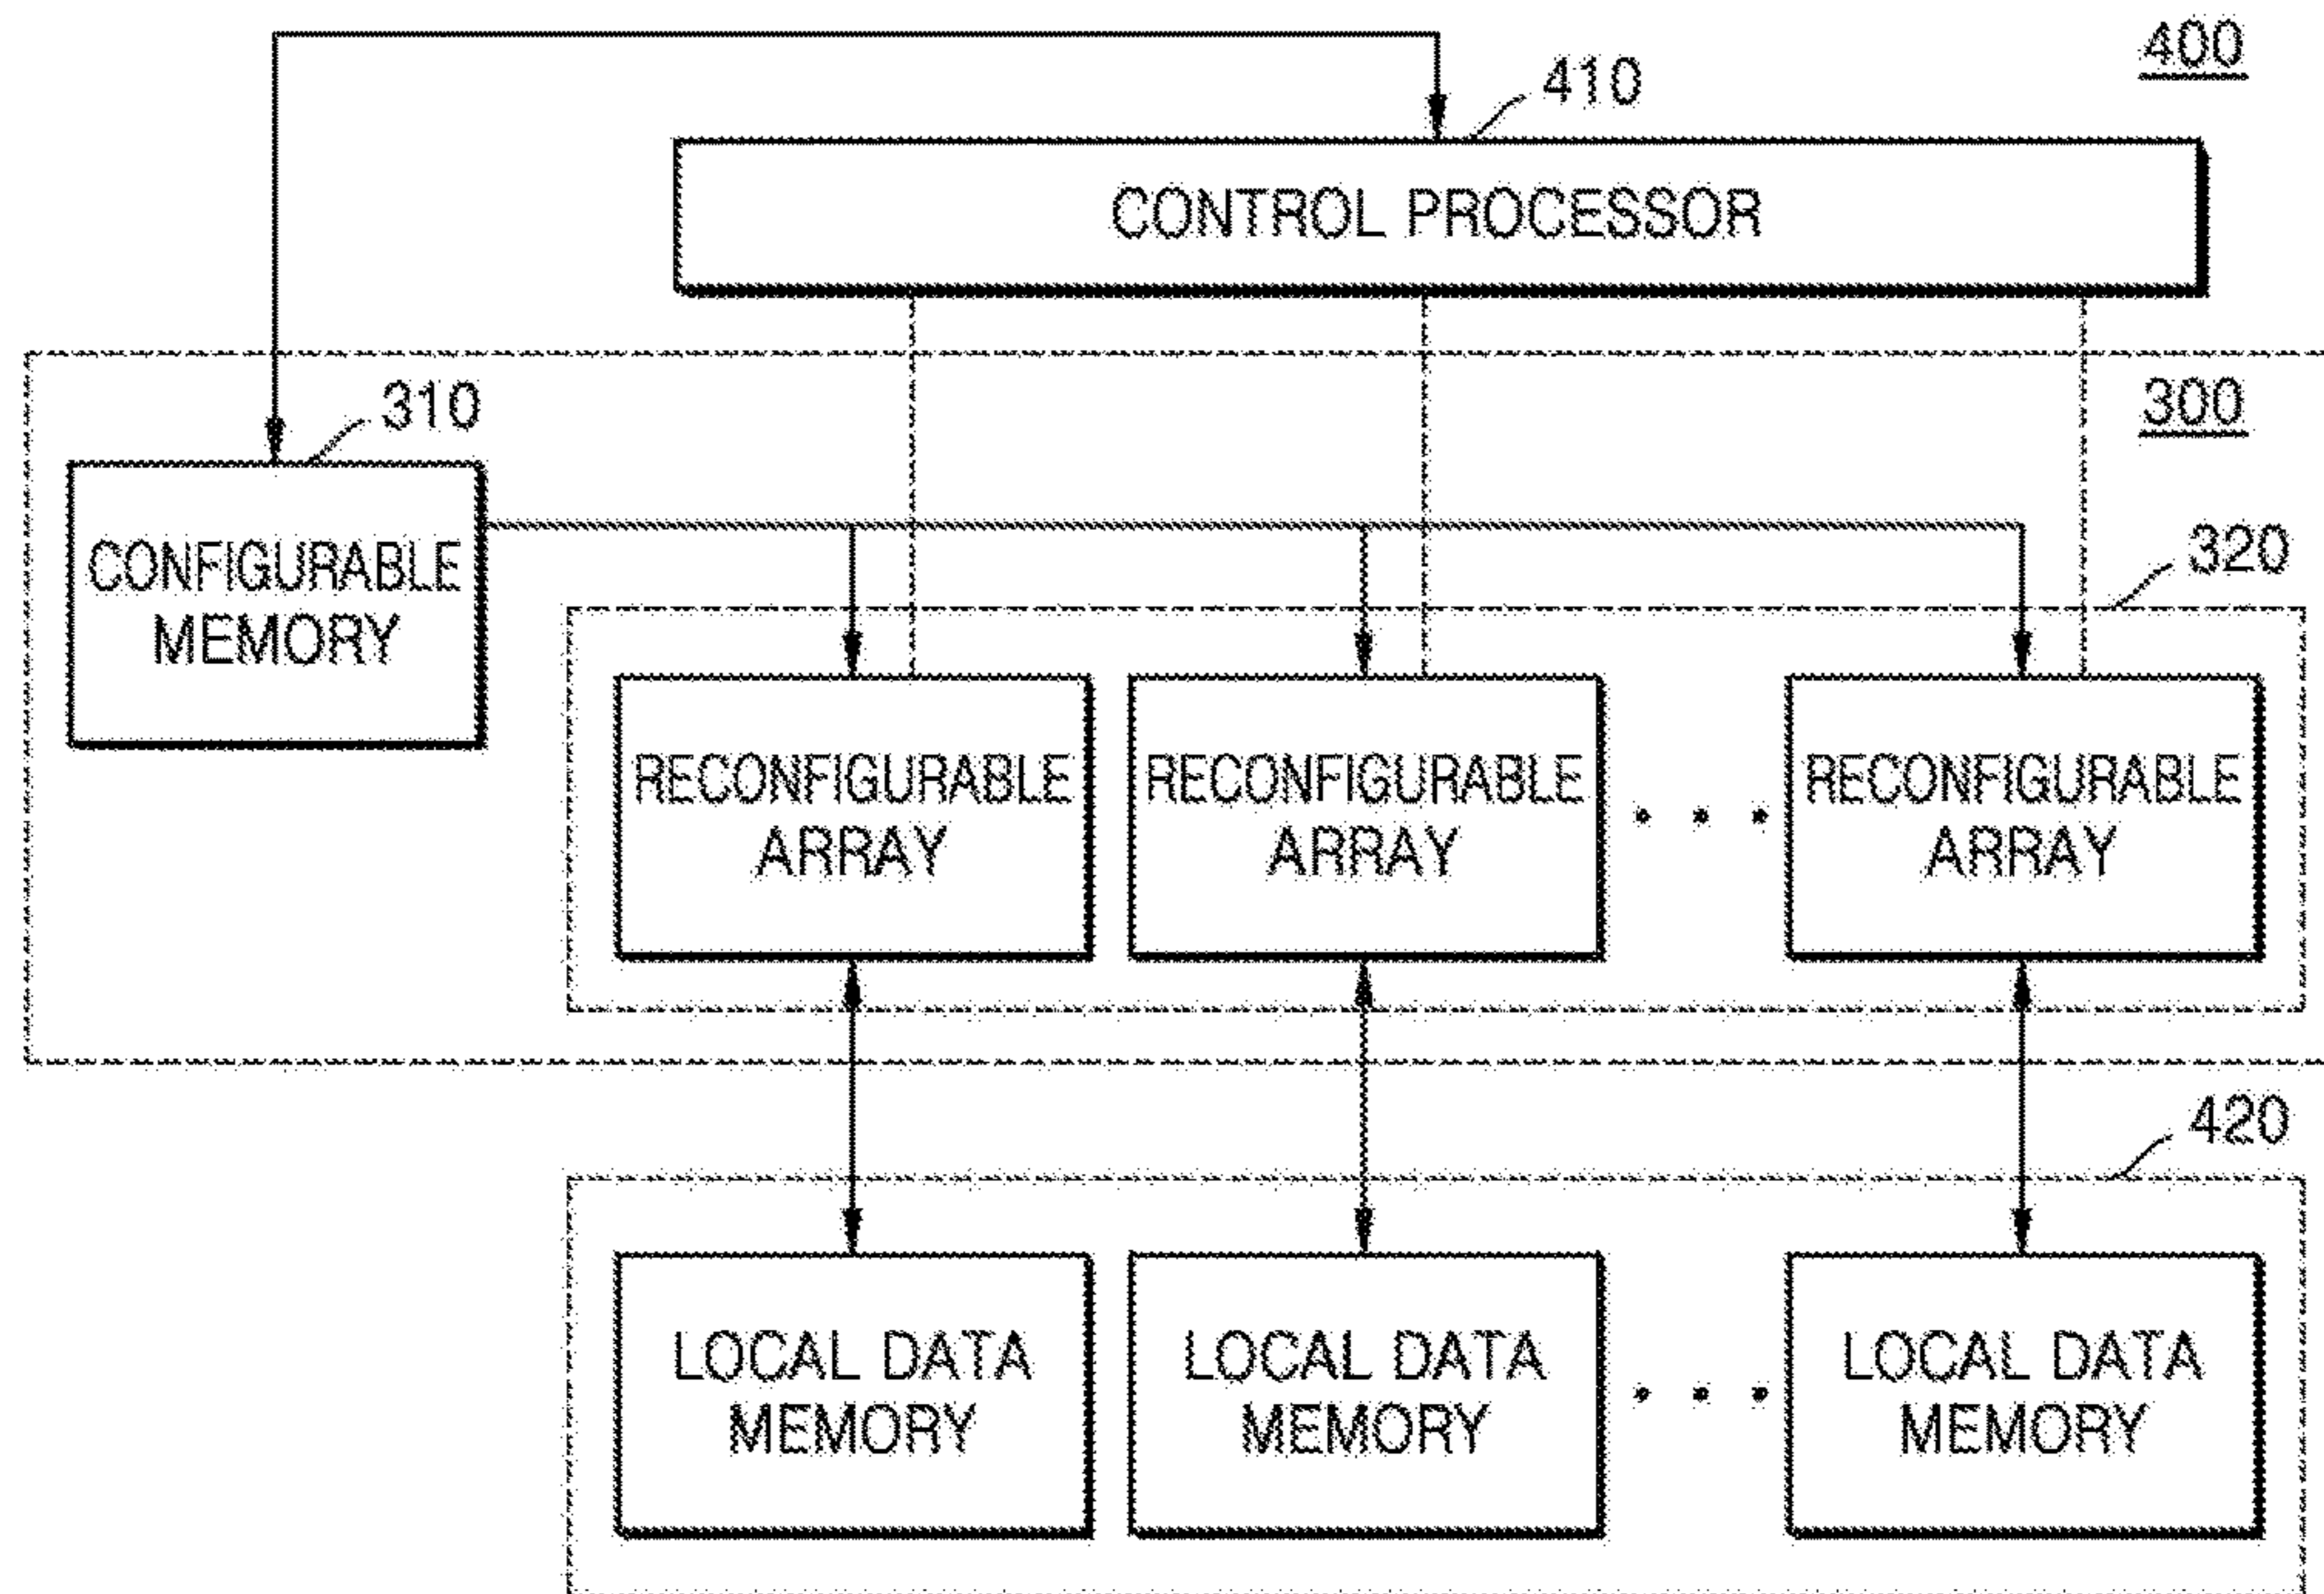 400
410
CONTROL PROCESSOR
310
300
CONFIGURABLE
MEMORY
320
RECONFIGURABLE
ARRAY
RECONFIGURABLE
ARRAY
. . .
RECONFIGURABLE
ARRAY
420
LOCAL DATA
MEMORY
LOCAL DATA
MEMORY
. . .
LOCAL DATA
MEMORY